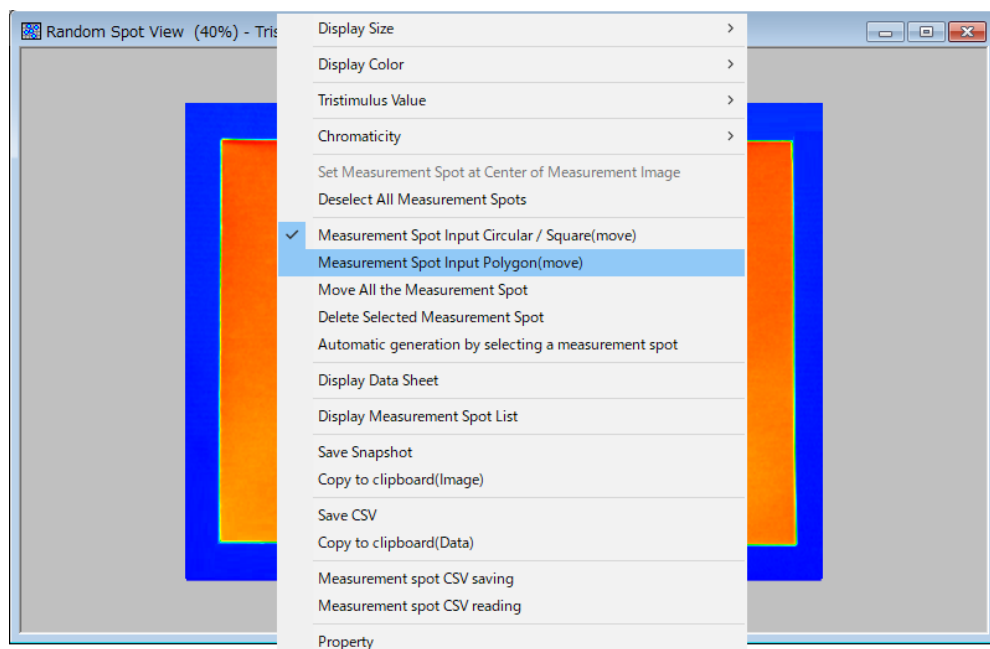 Random Spot View (40%) - Tris
Display Size
Display Color
Tristimulus Value
Chromaticity
Set Measurement Spot at Center of Measurement Image
Deselect All Measurement Spots
Measurement Spot Input Circular / Square(move)
Measurement Spot Input Polygon(move)
Move All the Measurement Spot
Delete Selected Measurement Spot
Automatic generation by selecting a measurement spot
Display Data Sheet
Display Measurement Spot List
Save Snapshot
Copy to clipboard(Image)
Save CSV
Copy to clipboard(Data)
Measurement spot CSV saving
Measurement spot CSV reading
Property